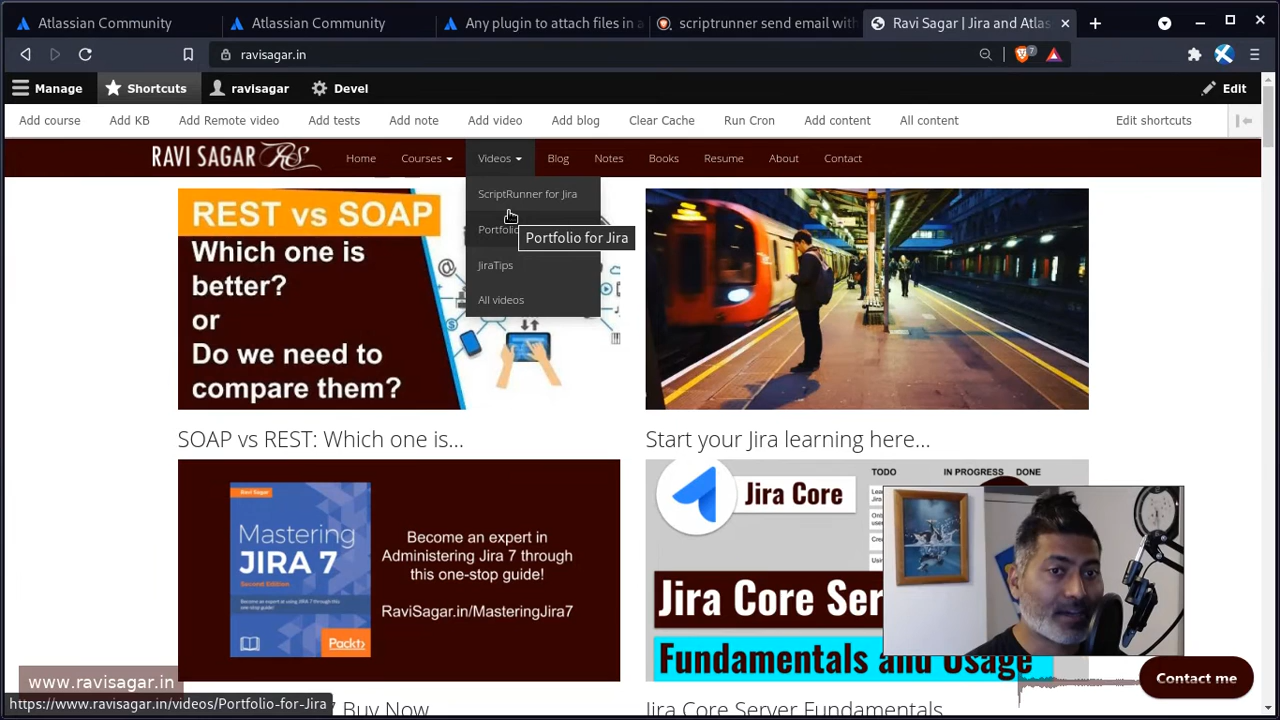 Atlassian Community
Atlassian Community
Any plugin to attach files in a
scriptrunner send email with
Ravi Sagar | Jira and Atlas
ravisagar.in
7
Manage
Shortcuts
ravisagar
Devel
Edit
Add course
Add KB
Add Remote video
Add tests
Add note
Add video
Add blog
Clear Cache
Run Cron
Add content
All content
Edit shortcuts
RAVI SAGAR RS
Home
Courses
Videos
Blog
Notes
Books
Resume
About
Contact
ScriptRunner for Jira
Portfolio
Portfolio for Jira
JiraTips
All videos
REST vs SOAP
Which one is
better?
or
Do we need to
compare them?
SOAP vs REST: Which one is...
Start your Jira learning here...
Ravi Sagar
Mastering
JIRA 7
Second Edition
Packt>
Become an expert in
Administering Jira 7 through
this one-stop guide!
RaviSagar.in/MasteringJira7
Jira Core
TODO
IN PROGRESS
DONE
Jira Core Ser
Fundamentals and Usage
www.ravisagar.in
https://www.ravisagar.in/videos/Portfolio-for-Jira
7 Buy Now
Jira Core Server Fundamentals
Contact me